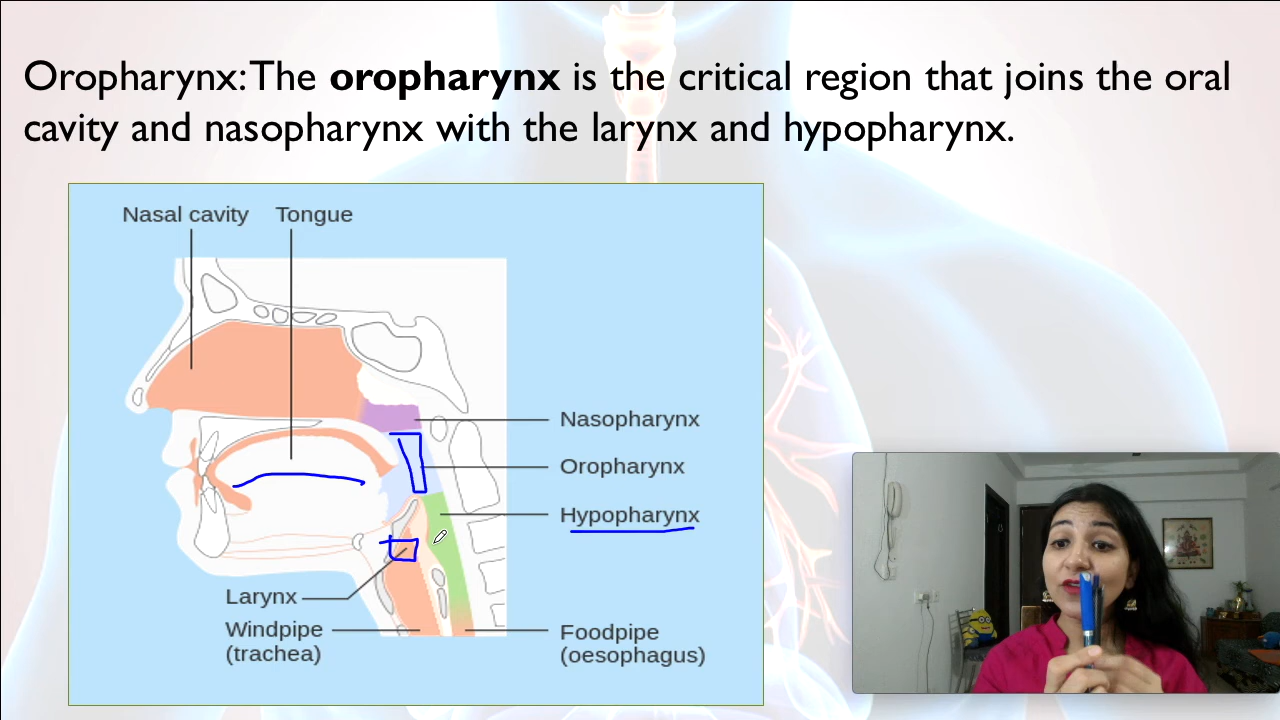 Oropharynx: The oropharynx is the critical region that joins the oral
cavity and nasopharynx with the larynx and hypopharynx.
Nasal cavity
Tongue
Nasopharynx
Oropharynx
Hypopharynx
Larynx
Windpipe
(trachea)
Foodpipe
(oesophagus)